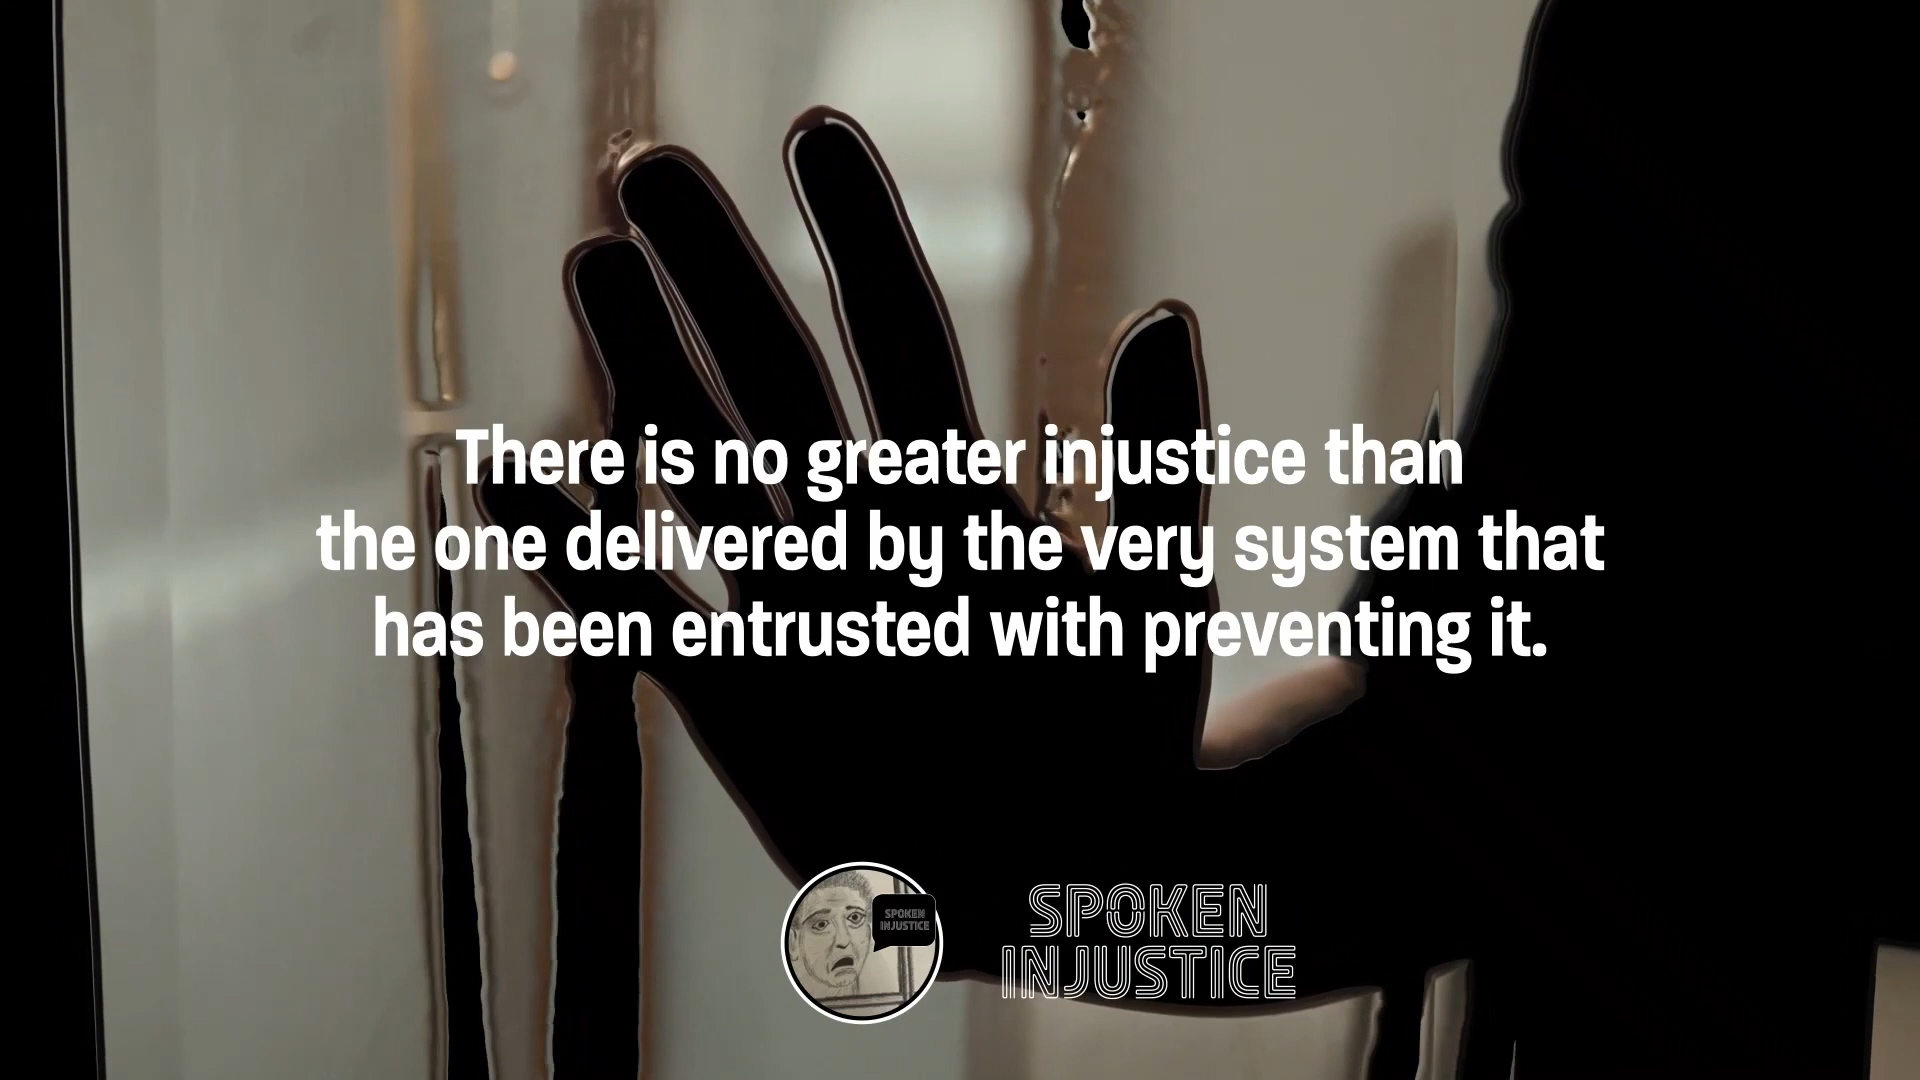 There is no greater injustice than
the one delivered by the very system that
has been entrusted with preventing it.
SPOKEN
INJUSTICE
SPOKEN
INJUSTICE